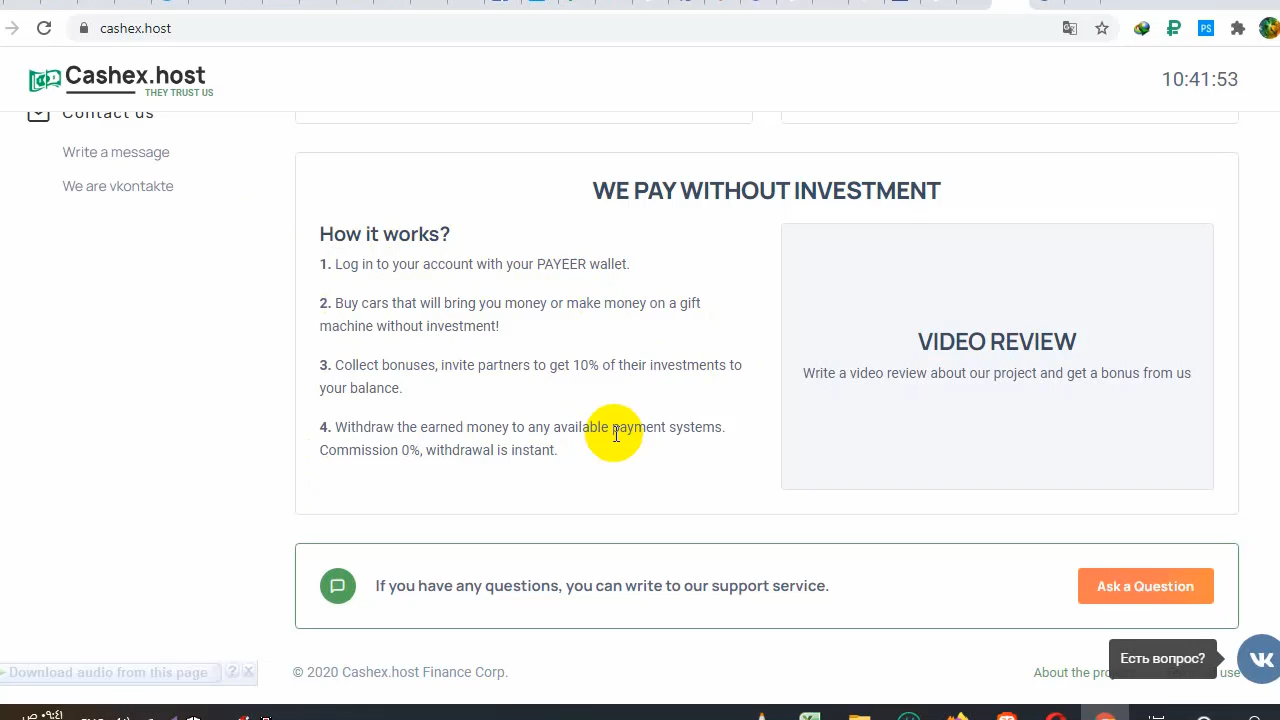 cashex.host
PS
Cashex.host
THEY TRUST US
10:41:53
Contact us
Write a message
We are vkontakte
WE PAY WITHOUT INVESTMENT
How it works?
1. Log in to your account with your PAYEER wallet.
2. Buy cars that will bring you money or make money on a gift
machine without investment!
3. Collect bonuses, invite partners to get 10% of their investments to
your balance.
4. Withdraw the earned money to any available payment systems.
Commission 0%, withdrawal is instant.
VIDEO REVIEW
Write a video review about our project and get a bonus from us
If you have any questions, you can write to our support service.
Ask a Question
Есть вопрос?
Download audio from this page
?
© 2020 Cashex.host Finance Corp.
About the
use